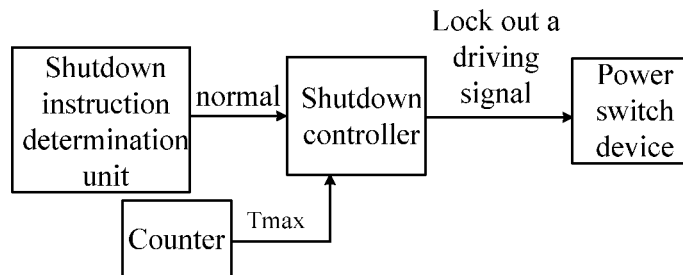 Shutdown
instruction
determination
unit
normal
Shutdown
controller
Lock out a
driving
signal
Power
switch
device
Counter
Tmax